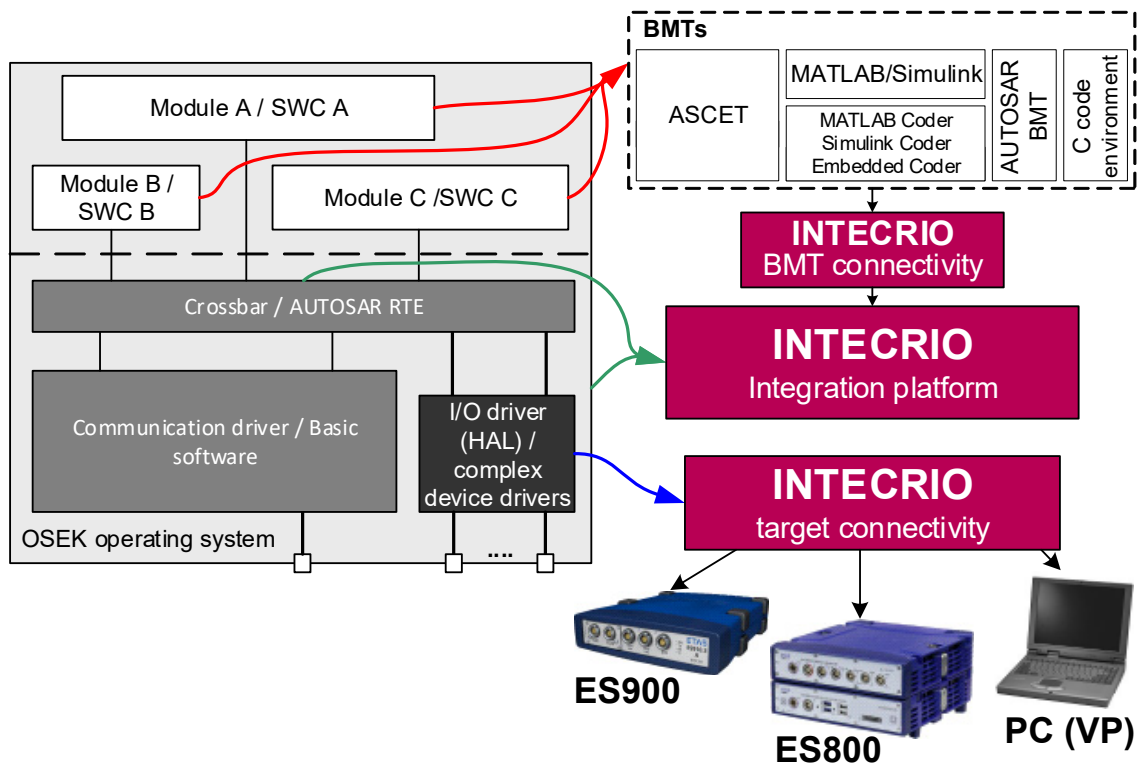 BMTs
ASCET
MATLAB/Simulink
MATLAB Coder
Simulink Coder
Embedded Coder
AUTOSAR
BMT
C code
environment
Module A / SWC A
Module B /
SWC B
Module C /SWC C
INTECRIO
BMT connectivity
Crossbar / AUTOSAR RTE
INTECRIO
Integration platform
Communication driver / Basic
software
I/O driver
(HAL) /
complex
device drivers
INTECRIO
target connectivity
OSEK operating system
....
ETAS
ES900
ES800
PC (VP)